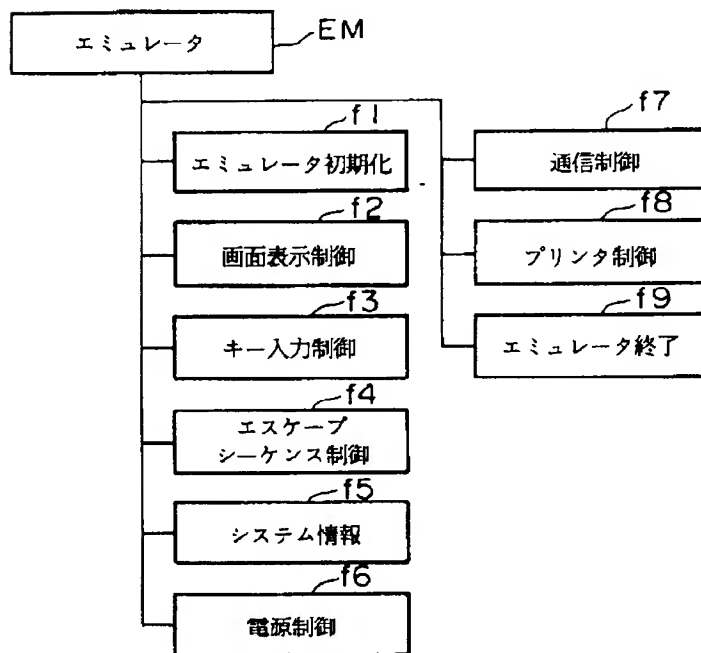 エミュレータ
EM
f1
エミュレータ初期化
f2
画面表示制御
f3
キー入力制御
f4
エスケープ
シーケンス制御
f5
システム情報
f6
電源制御
f7
通信制御
f8
プリンタ制御
f9
エミュレータ終了